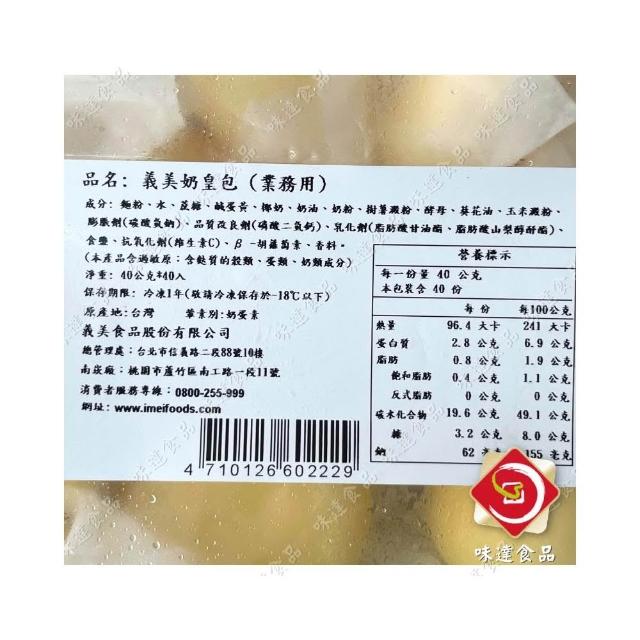 品名: 義美奶皇包 (業務用)
成分: 麵粉、水、蔗糖、鹹蛋黃、椰奶、奶油、奶粉、樹薯澱粉、酵母、葵花油、玉米澱粉、
膨脹劑(碳酸氫鈉)、品質改良劑(磷酸二氫鈣)、乳化劑(脂肪酸甘油酯、脂肪酸山梨醇酐酯)、
食鹽、抗氧化劑(維生素C)、β-胡蘿蔔素、香料。
(本產品含過敏原：含麩質的穀類、蛋類、奶類成分)
淨重: 40公克*40入
保存期限: 冷凍1年(敬請冷凍保存於-18℃以下)
原產地:台灣 葷素別:奶蛋素
義美食品股份有限公司
總管理處: 台北市信義路二段88號10樓
南崁廠: 桃園市蘆竹區南工路一段11號
消費者服務專線: 0800-255-999
網址: www.imeifoods.com
4 710126 602229
營養標示
每一份量 40 公克
本包裝含 40 份
每份 每100公克
熱量 96.4 大卡 241 大卡
蛋白質 2.8 公克 6.9 公克
脂肪 0.8 公克 1.9 公克
飽和脂肪 0.4 公克 1.1 公克
反式脂肪 0 公克 0 公克
碳水化合物 19.6 公克 49.1 公克
糖 3.2 公克 8.0 公克
鈉 62 毫克 155 毫克
味達食品